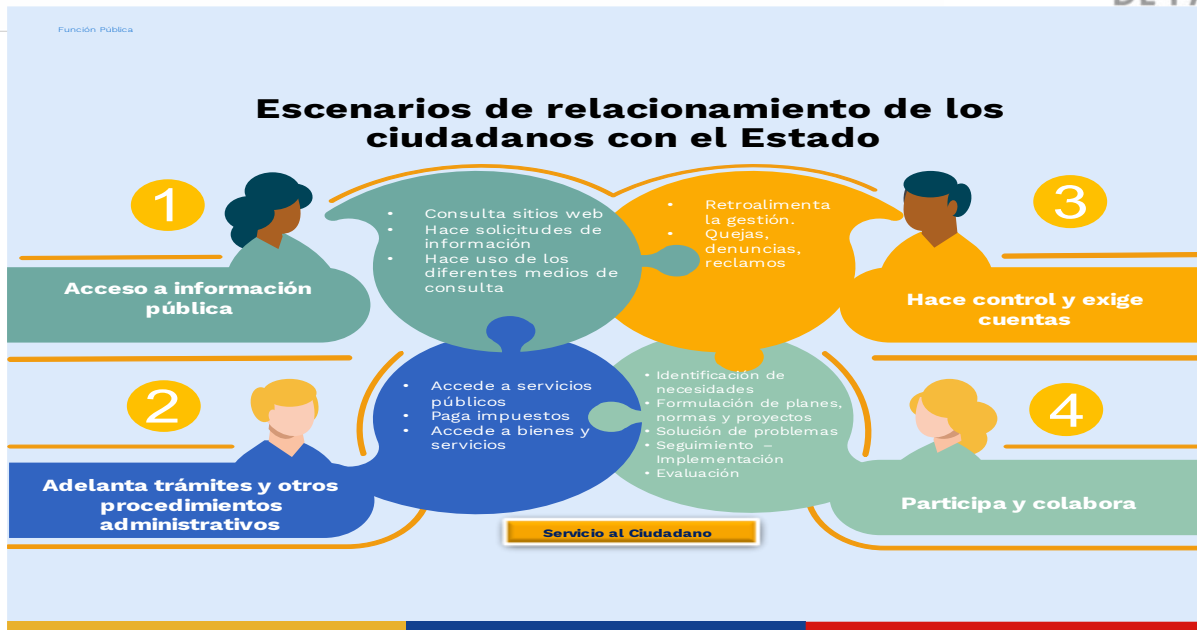 Función Pública
Escenarios de relacionamiento de los
ciudadanos con el Estado
1
Acceso a información
pública
• Consulta sitios web
• Hace solicitudes de
información
• Hace uso de los
diferentes medios de
consulta
2
Adelanta trámites y otros
procedimientos
administrativos
• Accede a servicios
públicos
• Paga impuestos
• Accede a bienes y
servicios
3
Hace control y exige
cuentas
• Retroalimenta
la gestión.
• Quejas,
denuncias,
reclamos
4
Participa y colabora
• Identificación de
necesidades
• Formulación de planes,
normas y proyectos
• Solución de problemas
• Seguimiento –
Implementación
• Evaluación
Servicio al Ciudadano